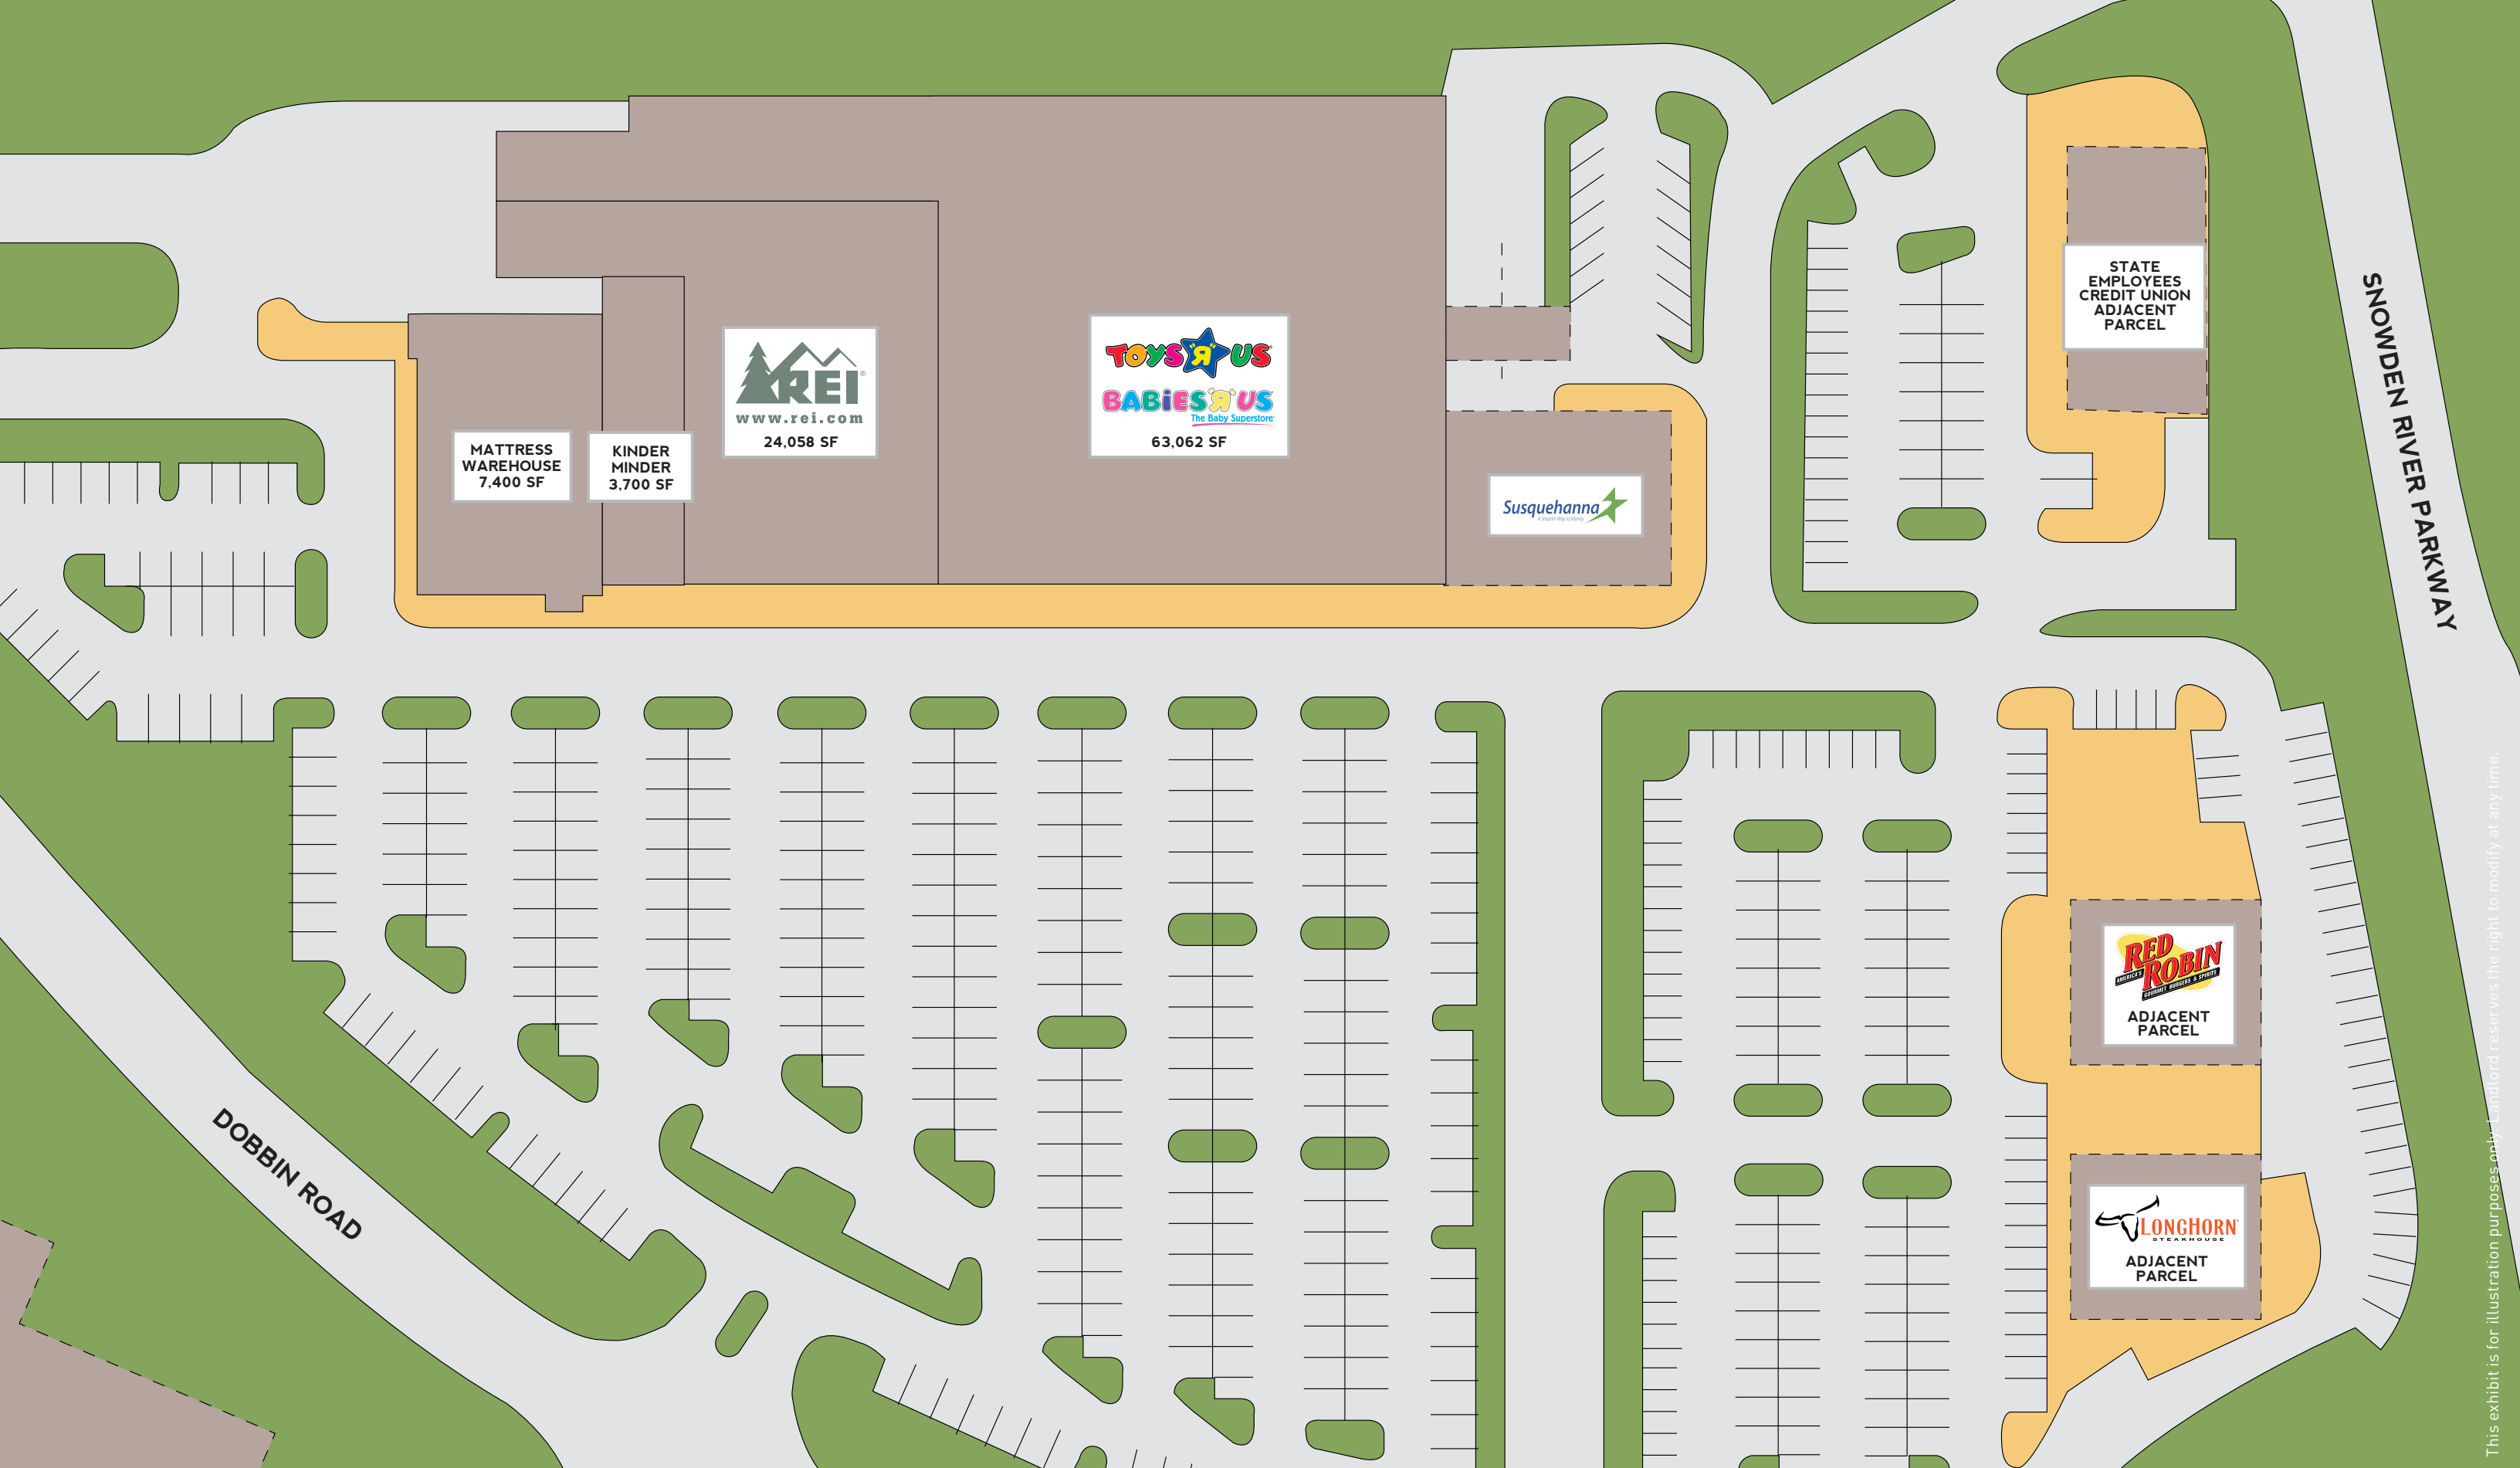 STATE
EMPLOYEES
CREDIT UNION
ADJACENT
PARCEL
SNOWDEN RIVER PARKWAY
TOYS"R"US
BABIES"R"US
The Baby Superstore
63,062 SF
REI
www.rei.com
24,058 SF
MATTRESS
WAREHOUSE
7,400 SF
KINDER
MINDER
3,700 SF
Susquehanna
RED
ROBIN
AMERICA'S
GOURMET BURGERS & SPIRITS
ADJACENT
PARCEL
LONGHORN
STEAKHOUSE
ADJACENT
PARCEL
DOBBIN ROAD
This exhibit is for illustration purposes only. Landlord reserves the right to modify at any time.